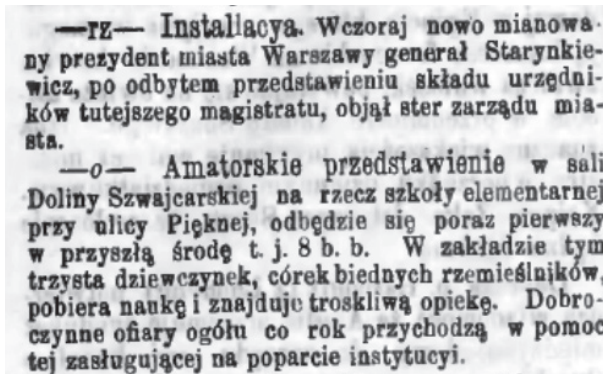 —rz— Installacya. Wczoraj nowo mianowa-
ny prezydent miasta Warszawy generał Starynkie-
wicz, po odbytem przedstawieniu składu urzędni-
ków tutejszego magistratu, objął ster zarządu mia-
sta.
—o— Amatorskie przedstawienie w sali
Doliny Szwajcarskiej na rzecz szkoły elementarnej
przy ulicy Pięknej, odbędzie się poraz pierwszy
w przyszłą środę t. j. 8 b. b. W zakładzie tym
trzysta dziewczynek, córek biednych rzemieślników,
pobiera naukę i znajduje troskliwą opiekę. Dobro-
czynne ofiary ogółu co rok przychodzą w pomoc
tej zasługującej na poparcie instytucyi.